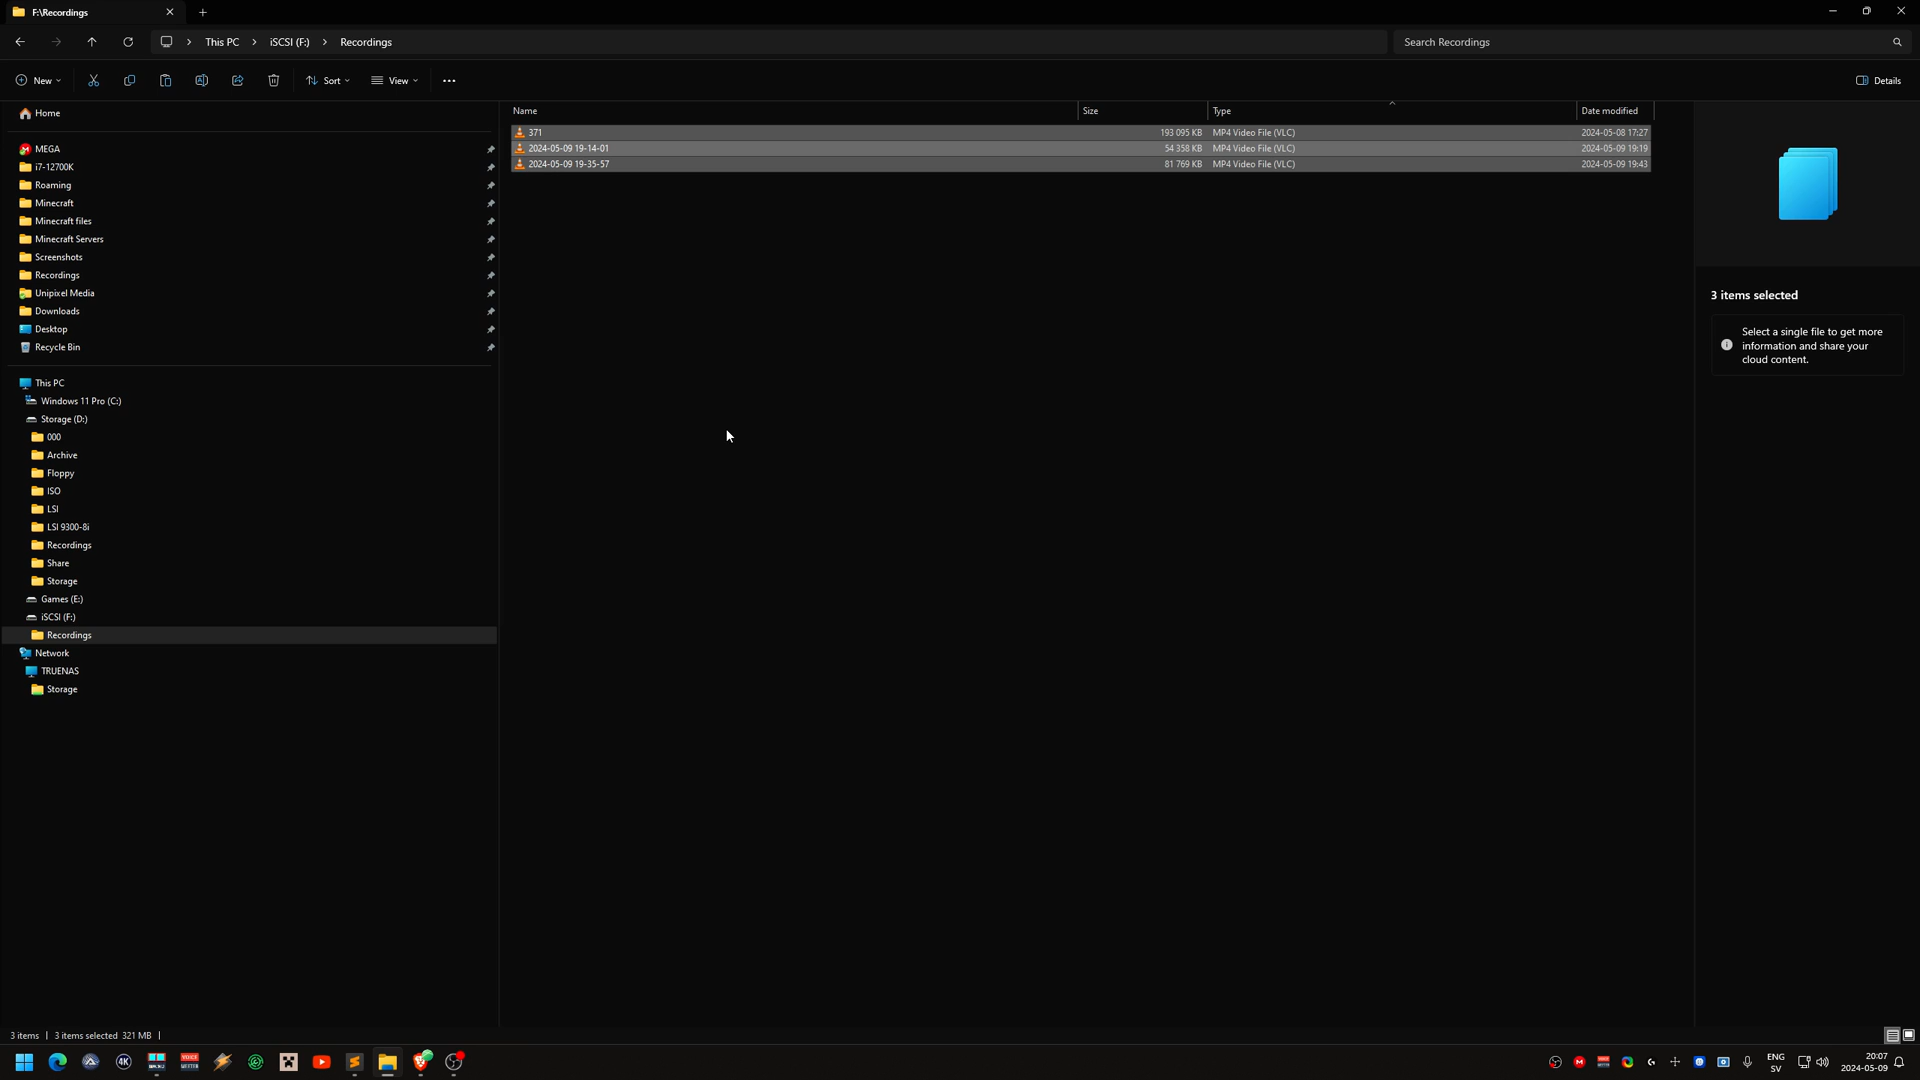 F:\Recordings
This PC
iSCSI (F:)
Recordings
Search Recordings
New
Sort
View
Details
Home
MEGA
i7-12700K
Roaming
Minecraft
Minecraft files
Minecraft Servers
Screenshots
Recordings
Unipixel Media
Downloads
Desktop
Recycle Bin
This PC
Windows 11 Pro (C:)
Storage (D:)
000
Archive
Floppy
ISO
LSI
LSI 9300-8i
Recordings
Share
Storage
Games (E:)
iSCSI (F:)
Recordings
Network
TRUENAS
Storage
Name Size Type Date modified
371 193 095 KB MP4 Video File (VLC) 2024-05-08 17:27
2024-05-09 19-14-01 54 358 KB MP4 Video File (VLC) 2024-05-09 19:19
2024-05-09 19-35-57 81 769 KB MP4 Video File (VLC) 2024-05-09 19:43
3 items selected
Select a single file to get more
information and share your
cloud content.
3 items 3 items selected 321 MB
4K
ENG
SV
20:07
2024-05-09